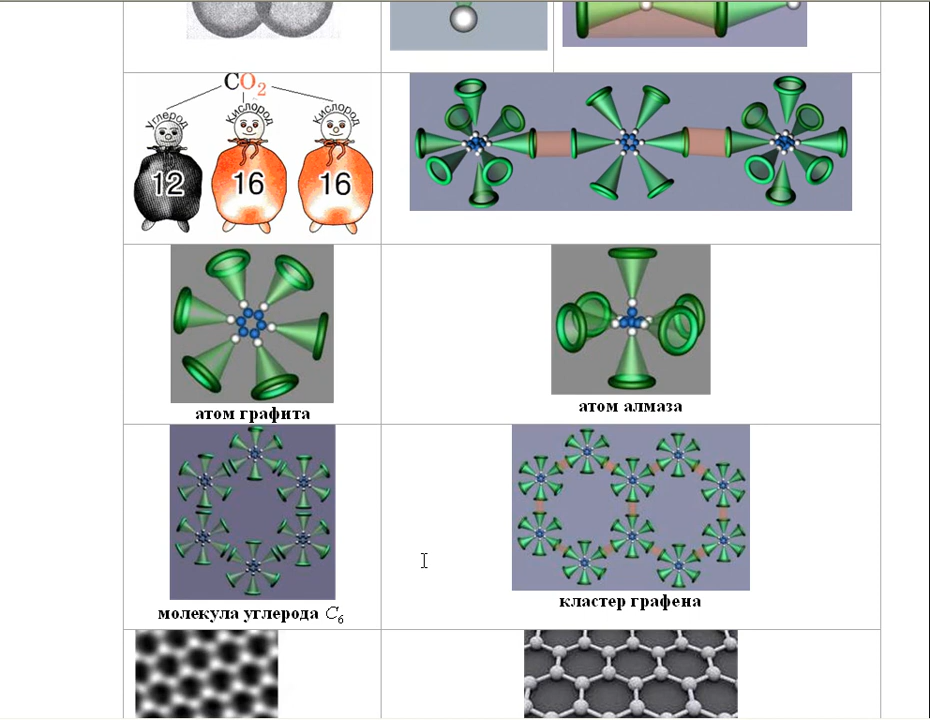 CO₂
Углерод
Кислород
Кислород
12
16
16
атом графита
атом алмаза
молекула углерода C₆
кластер графена